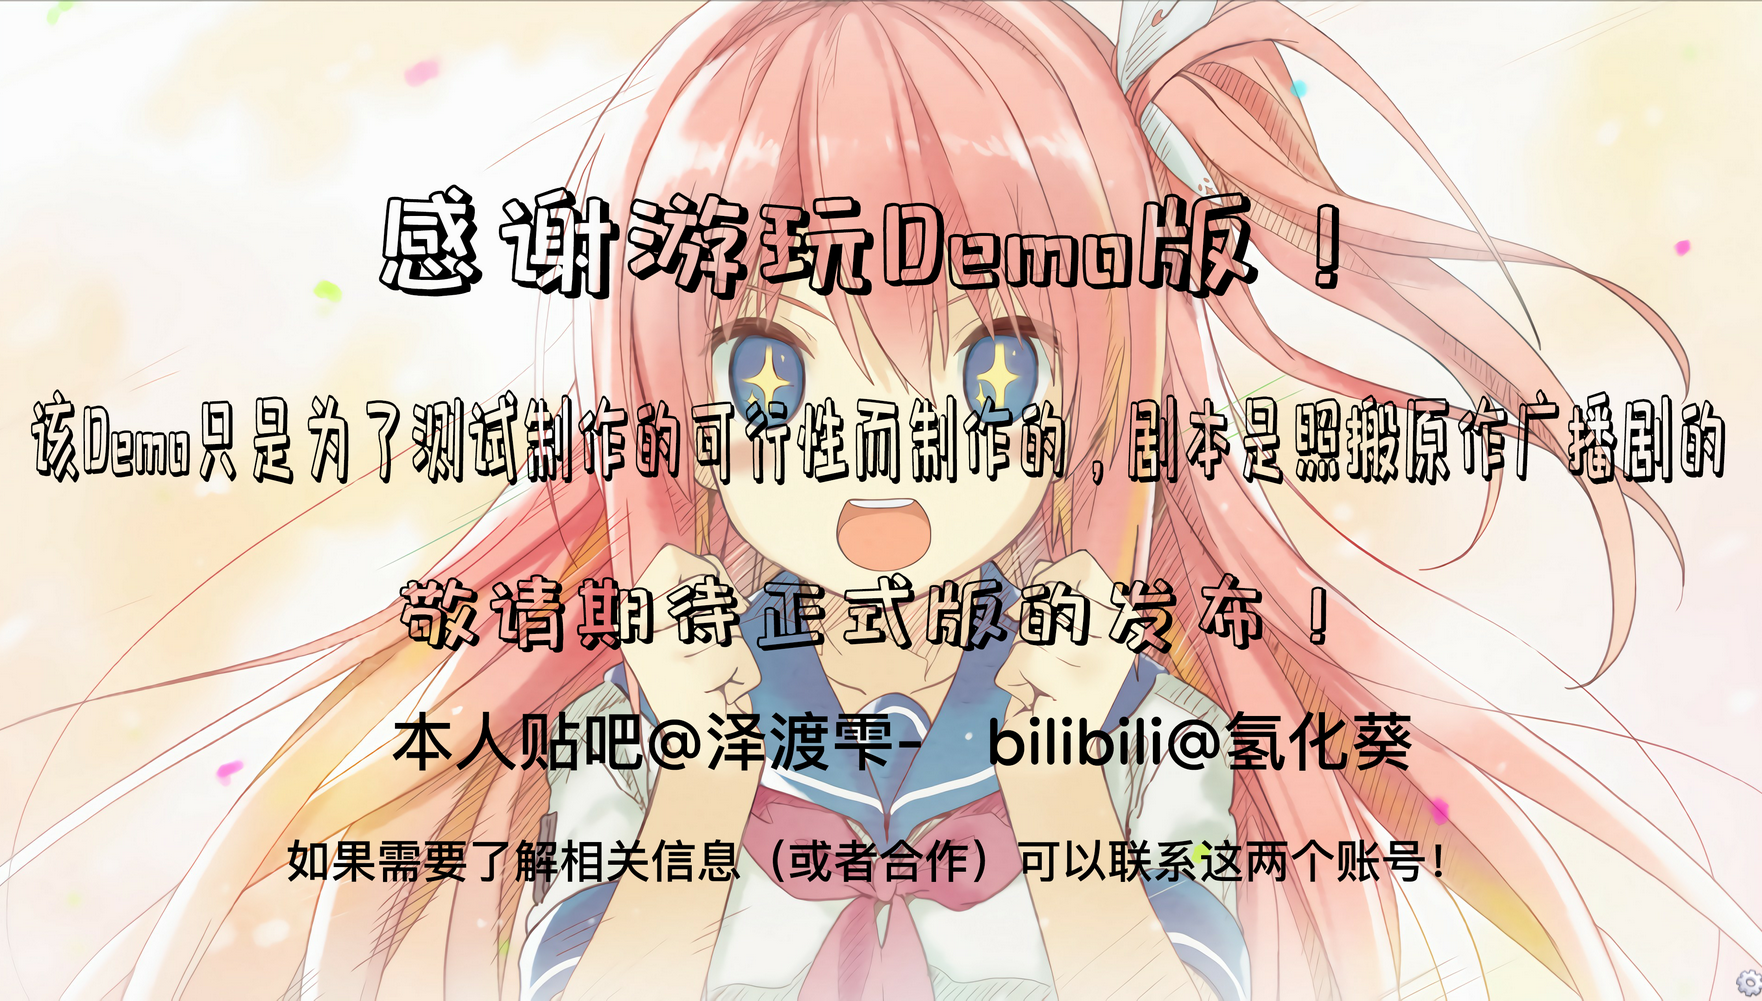 感谢游玩Demo版！
该Demo只是为了测试制作的可行性而制作的，剧本是照搬原作广播剧的
敬请期待正式版的发布！
本人贴吧@泽渡雫- bilibili@氢化葵
如果需要了解相关信息（或者合作）可以联系这两个账号！